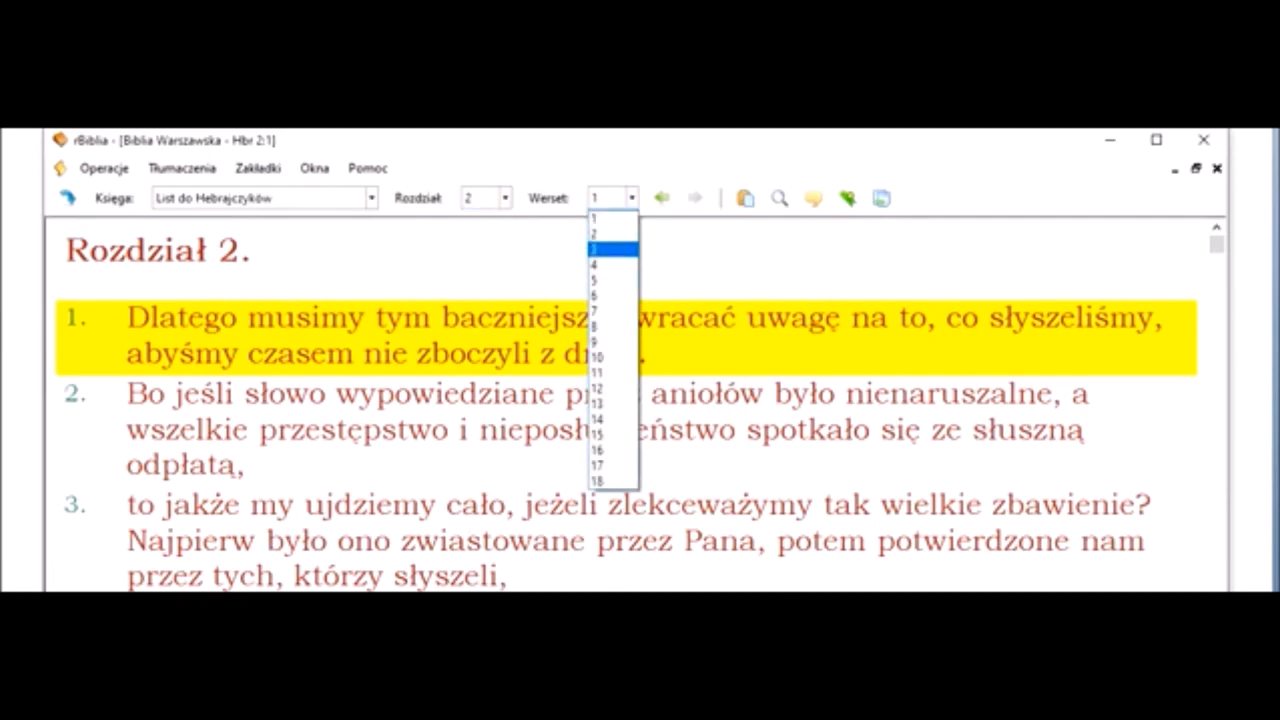 rBiblia - [Biblia Warszawska - Hbr 2:1]
Operacje Tłumaczenia Zakładki Okna Pomoc
Księga: List do Hebrajczyków Rozdział 2 Werset: 1
1
2
3
4
5
6
7
8
9
10
11
12
13
14
15
16
17
18
Rozdział 2.
1. Dlatego musimy tym baczniejsz wracać uwagę na to, co słyszeliśmy,
abyśmy czasem nie zboczyli z d .
2. Bo jeśli słowo wypowiedziane p aniołów było nienaruszalne, a
wszelkie przestępstwo i niepos eństwo spotkało się ze słuszną
odpłatą,
3. to jakże my ujdziemy cało, jeżeli zlekceważymy tak wielkie zbawienie?
Najpierw było ono zwiastowane przez Pana, potem potwierdzone nam
przez tych, którzy słyszeli,